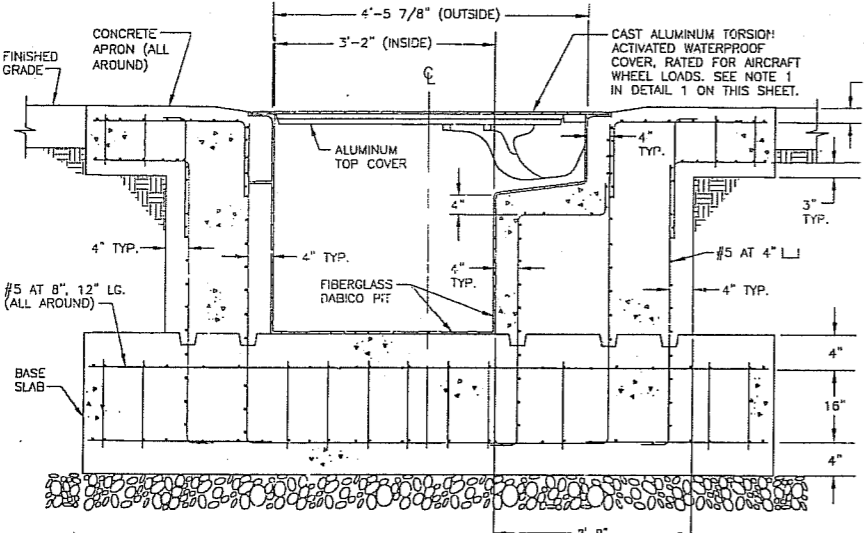 4'-5 7/8" (OUTSIDE)
3'-2" (INSIDE)
CONCRETE
APRON (ALL
AROUND)
FINISHED
GRADE
CAST ALUMINUM TORSION
ACTIVATED WATERPROOF
COVER, RATED FOR AIRCRAFT
WHEEL LOADS. SEE NOTE 1
IN DETAIL 1 ON THIS SHEET.
ALUMINUM
TOP COVER
4"
TYP.
4"
3"
TYP.
4" TYP.
4" TYP.
4"
TYP.
#5 AT 4"
4" TYP.
FIBERGLASS
DABICO PIT
#5 AT 8", 12" LG.
(ALL AROUND)
BASE
SLAB
4"
16"
4"